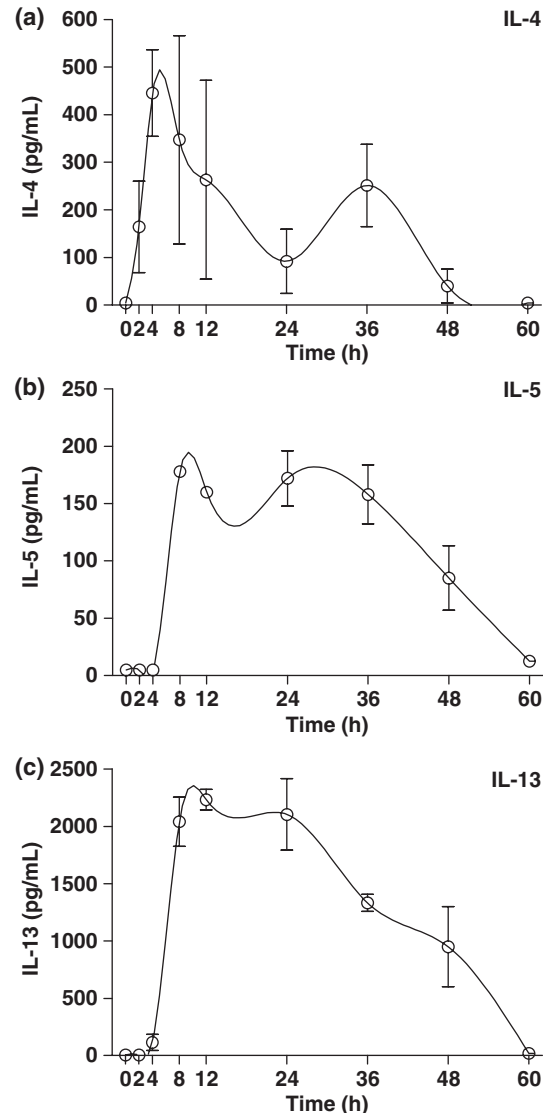 (a) IL-4
600
500
400
300
200
100
0
IL-4 (pg/mL)
0 2 4 8 12 24 36 48 60
Time (h)
(b) IL-5
250
200
150
100
50
0
IL-5 (pg/mL)
0 2 4 8 12 24 36 48 60
Time (h)
(c) IL-13
2500
2000
1500
1000
500
0
IL-13 (pg/mL)
0 2 4 8 12 24 36 48 60
Time (h)